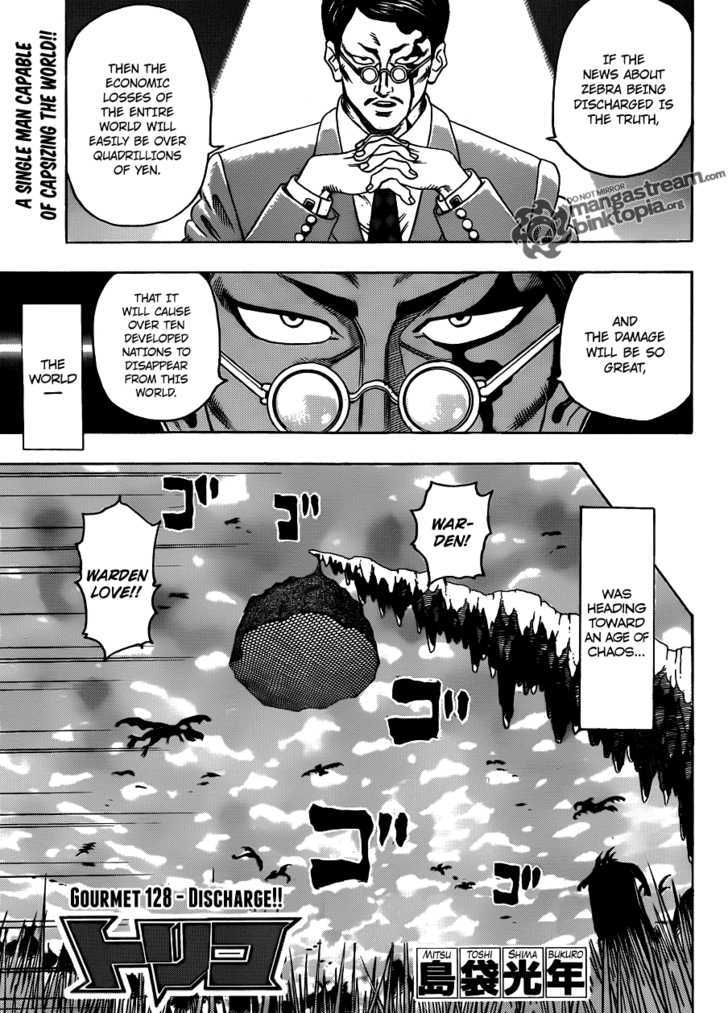 A SINGLE MAN CAPABLE
OF CAPSIZING THE WORLD!!
IF THE
NEWS ABOUT
ZEBRA BEING
DISCHARGED IS
THE TRUTH,
THEN THE
ECONOMIC
LOSSES OF
THE ENTIRE
WORLD WILL
EASILY BE OVER
QUADRILLIONS
OF YEN.
DO NOT MIRROR
mangastream.com
binktopia.org
AND
THE DAMAGE
WILL BE SO
GREAT,
THAT IT
WILL CAUSE
OVER TEN
DEVELOPED
NATIONS TO
DISAPPEAR
FROM THIS
WORLD.
THE
WORLD—
WAS
HEADING
TOWARD
AN AGE OF
CHAOS...
WAR-
DEN!
WARDEN
LOVE!!
ゴ
ゴ
ゴ
ゴ
ゴ
GOURMET 128 - DISCHARGE!!
トリコ
MITSU TOSHI SHIMA BUKURO
島袋光年